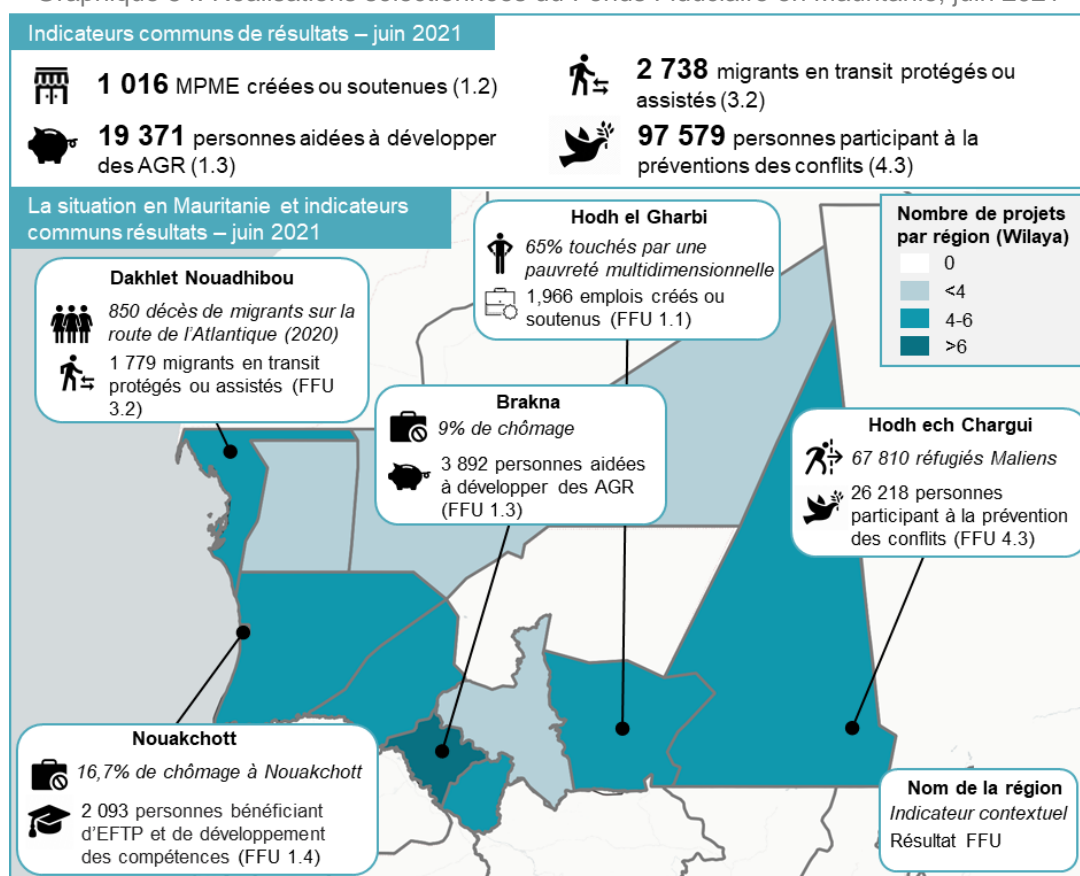 Indicateurs communs de résultats – juin 2021
1 016 MPME créées ou soutenues (1.2)
19 371 personnes aidées à développer
des AGR (1.3)
2 738 migrants en transit protégés ou
assistés (3.2)
97 579 personnes participant à la
préventions des conflits (4.3)
La situation en Mauritanie et indicateurs
communs résultats – juin 2021
Dakhlet Nouadhibou
850 décès de migrants sur la
route de l'Atlantique (2020)
1 779 migrants en transit
protégés ou assistés (FFU
3.2)
Hodh el Gharbi
65% touchés par une
pauvreté multidimensionnelle
1,966 emplois créés ou
soutenus (FFU 1.1)
Nombre de projets
par région (Wilaya)
0
<4
4-6
>6
Brakna
9% de chômage
3 892 personnes aidées
à développer des AGR
(FFU 1.3)
Hodh ech Chargui
67 810 réfugiés Maliens
26 218 personnes
participant à la prévention
des conflits (FFU 4.3)
Nouakchott
16,7% de chômage à Nouakchott
2 093 personnes bénéficiant
d'EFTP et de développement
des compétences (FFU 1.4)
Nom de la région
Indicateur contextuel
Résultat FFU